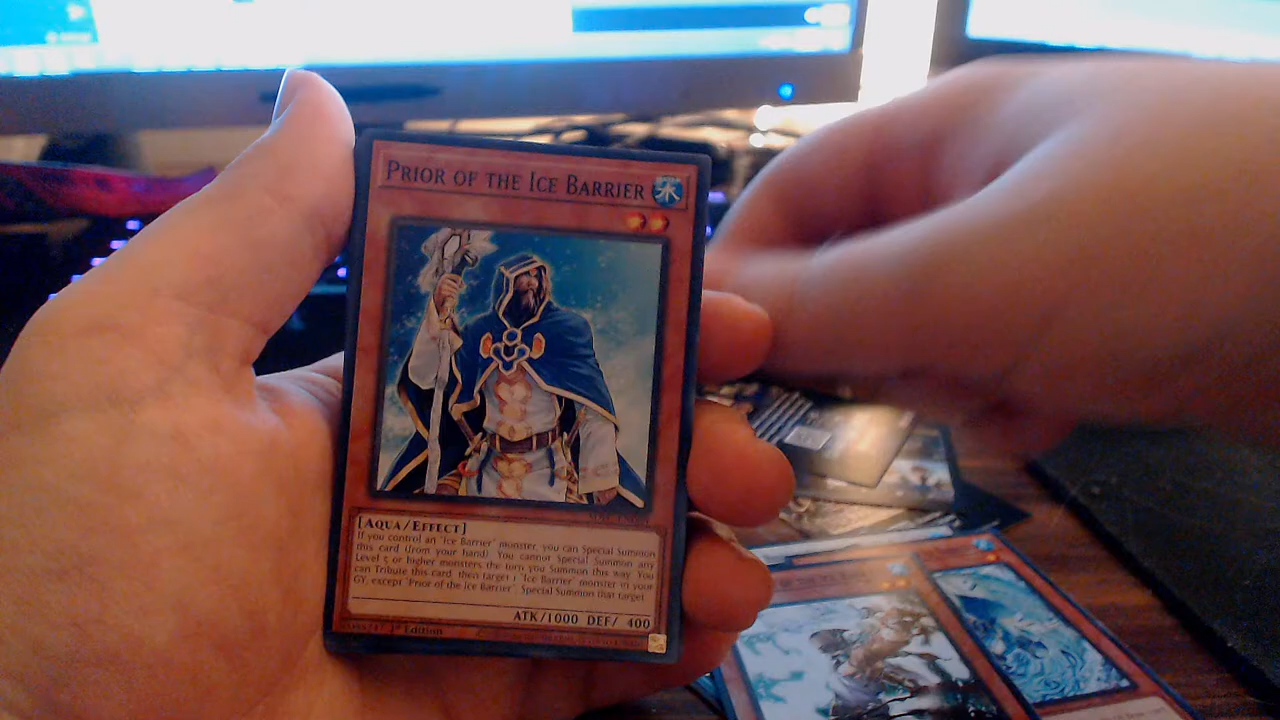 PRIOR OF THE ICE BARRIER 水
[AQUA/EFFECT]
If you control an "Ice Barrier" monster, you can Special Summon
this card (from your hand). You cannot Special Summon any
Level 5 or higher monsters the turn you Summon this way. You
can Tribute this card, then target 1 "Ice Barrier" monster in your
GY, except "Prior of the Ice Barrier"; Special Summon that target.
ATK/1000 DEF/ 400
1st Edition